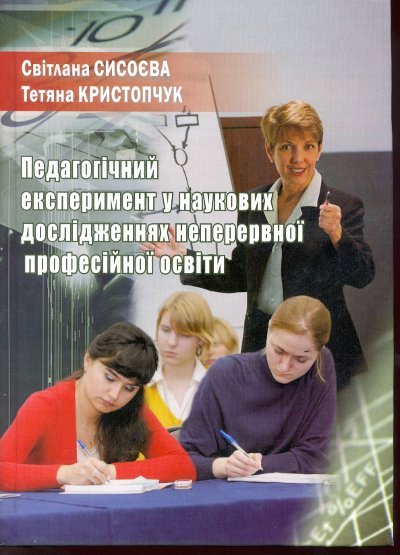 Світлана СИСОЄВА
Тетяна КРИСТОПЧУК
Педагогічний
експеримент у наукових
дослідженнях неперервної
професійної освіти